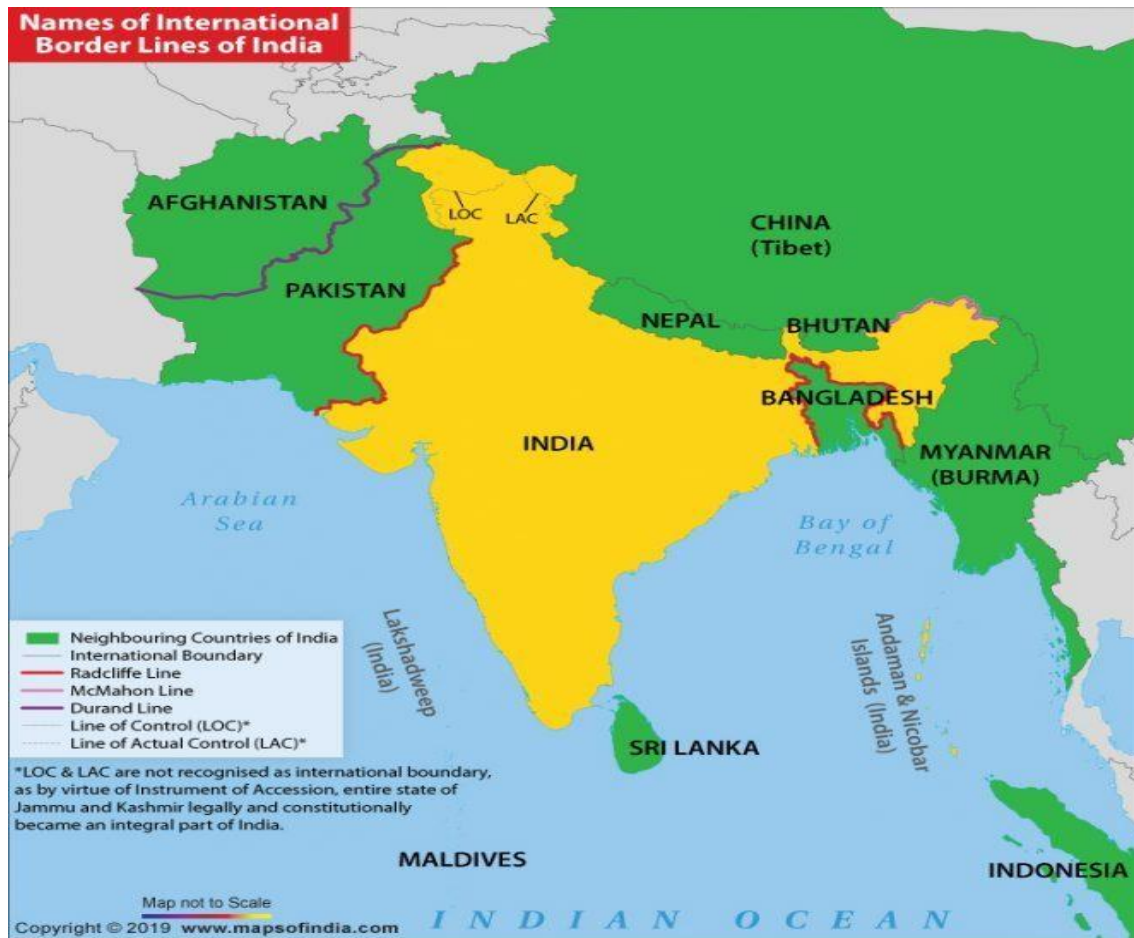 Names of International
Border Lines of India
AFGHANISTAN
LOC
LAC
CHINA
(Tibet)
PAKISTAN
NEPAL
BHUTAN
BANGLADESH
INDIA
MYANMAR
(BURMA)
Arabian
Sea
Bay of
Bengal
Lakshadweep
(India)
Andaman & Nicobar
Islands (India)
Neighbouring Countries of India
International Boundary
Radcliffe Line
McMahon Line
Durand Line
Line of Control (LOC)*
Line of Actual Control (LAC)*
SRI LANKA
*LOC & LAC are not recognised as international boundary,
as by virtue of Instrument of Accession, entire state of
Jammu and Kashmir legally and constitutionally
became an integral part of India.
MALDIVES
INDONESIA
Map not to Scale
INDIAN OCEAN
Copyright © 2019 www.mapsofindia.com